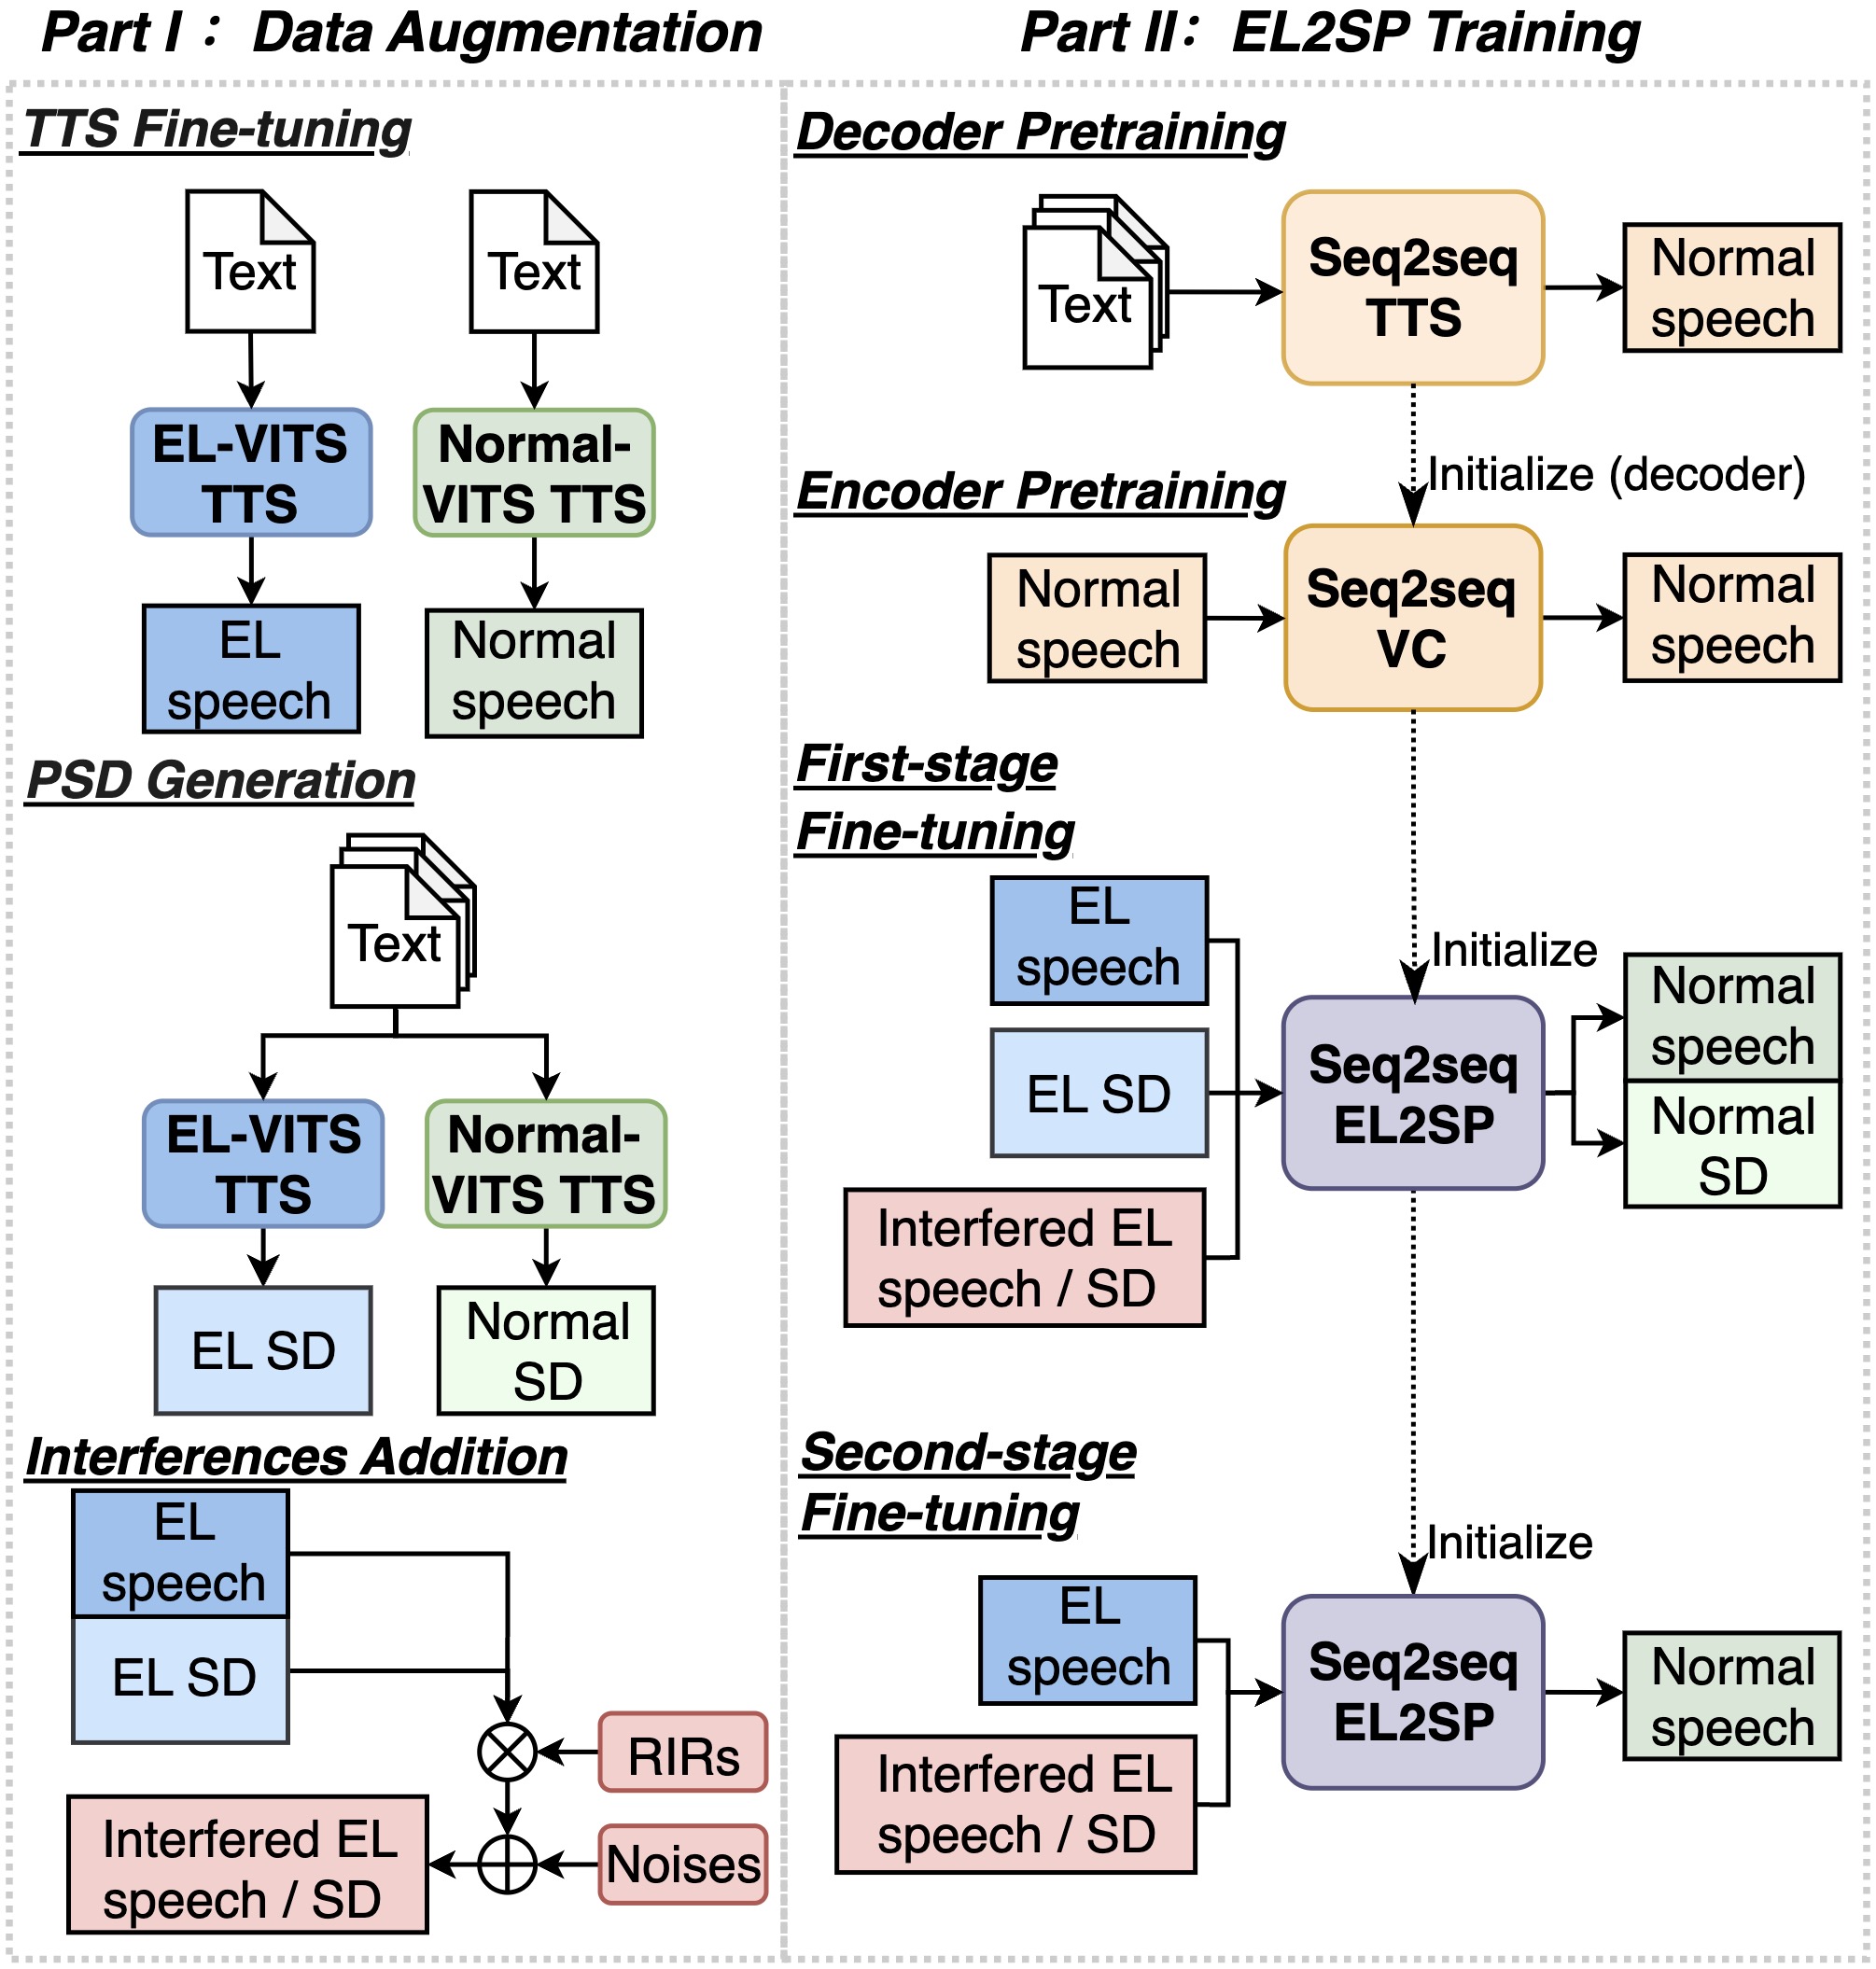 Part I： Data Augmentation
TTS Fine-tuning
Text
Text
EL-VITS
TTS
Normal-
VITS TTS
EL
speech
Normal
speech
PSD Generation
Text
EL-VITS
TTS
Normal-
VITS TTS
EL SD
Normal
SD
Interferences Addition
EL
speech
EL SD
RIRs
Noises
Interfered EL
speech / SD
Part II： EL2SP Training
Decoder Pretraining
Text
Seq2seq
TTS
Normal
speech
Initialize (decoder)
Encoder Pretraining
Normal
speech
Seq2seq
VC
Normal
speech
First-stage
Fine-tuning
Initialize
EL
speech
EL SD
Interfered EL
speech / SD
Seq2seq
EL2SP
Normal
speech
Normal
SD
Second-stage
Fine-tuning
Initialize
EL
speech
Interfered EL
speech / SD
Seq2seq
EL2SP
Normal
speech